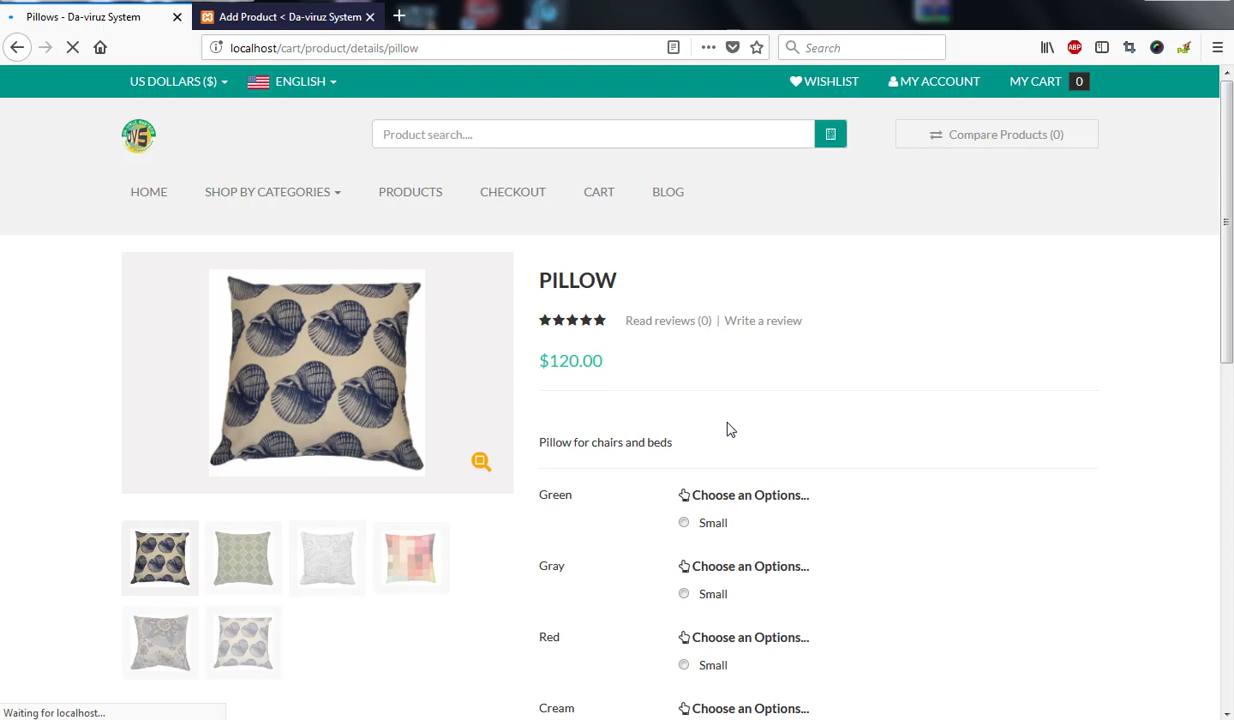 Pillows - Da-viruz System
Add Product < Da-viruz System
localhost/cart/product/details/pillow
Search
ABP
US DOLLARS ($)
ENGLISH
WISHLIST
MY ACCOUNT
MY CART 0
JVS
Product search....
Compare Products (0)
HOME
SHOP BY CATEGORIES
PRODUCTS
CHECKOUT
CART
BLOG
PILLOW
Read reviews (0) | Write a review
$120.00
Pillow for chairs and beds
Green
Choose an Options...
Small
Gray
Choose an Options...
Small
Red
Choose an Options...
Small
Cream
Choose an Options...
Waiting for localhost...